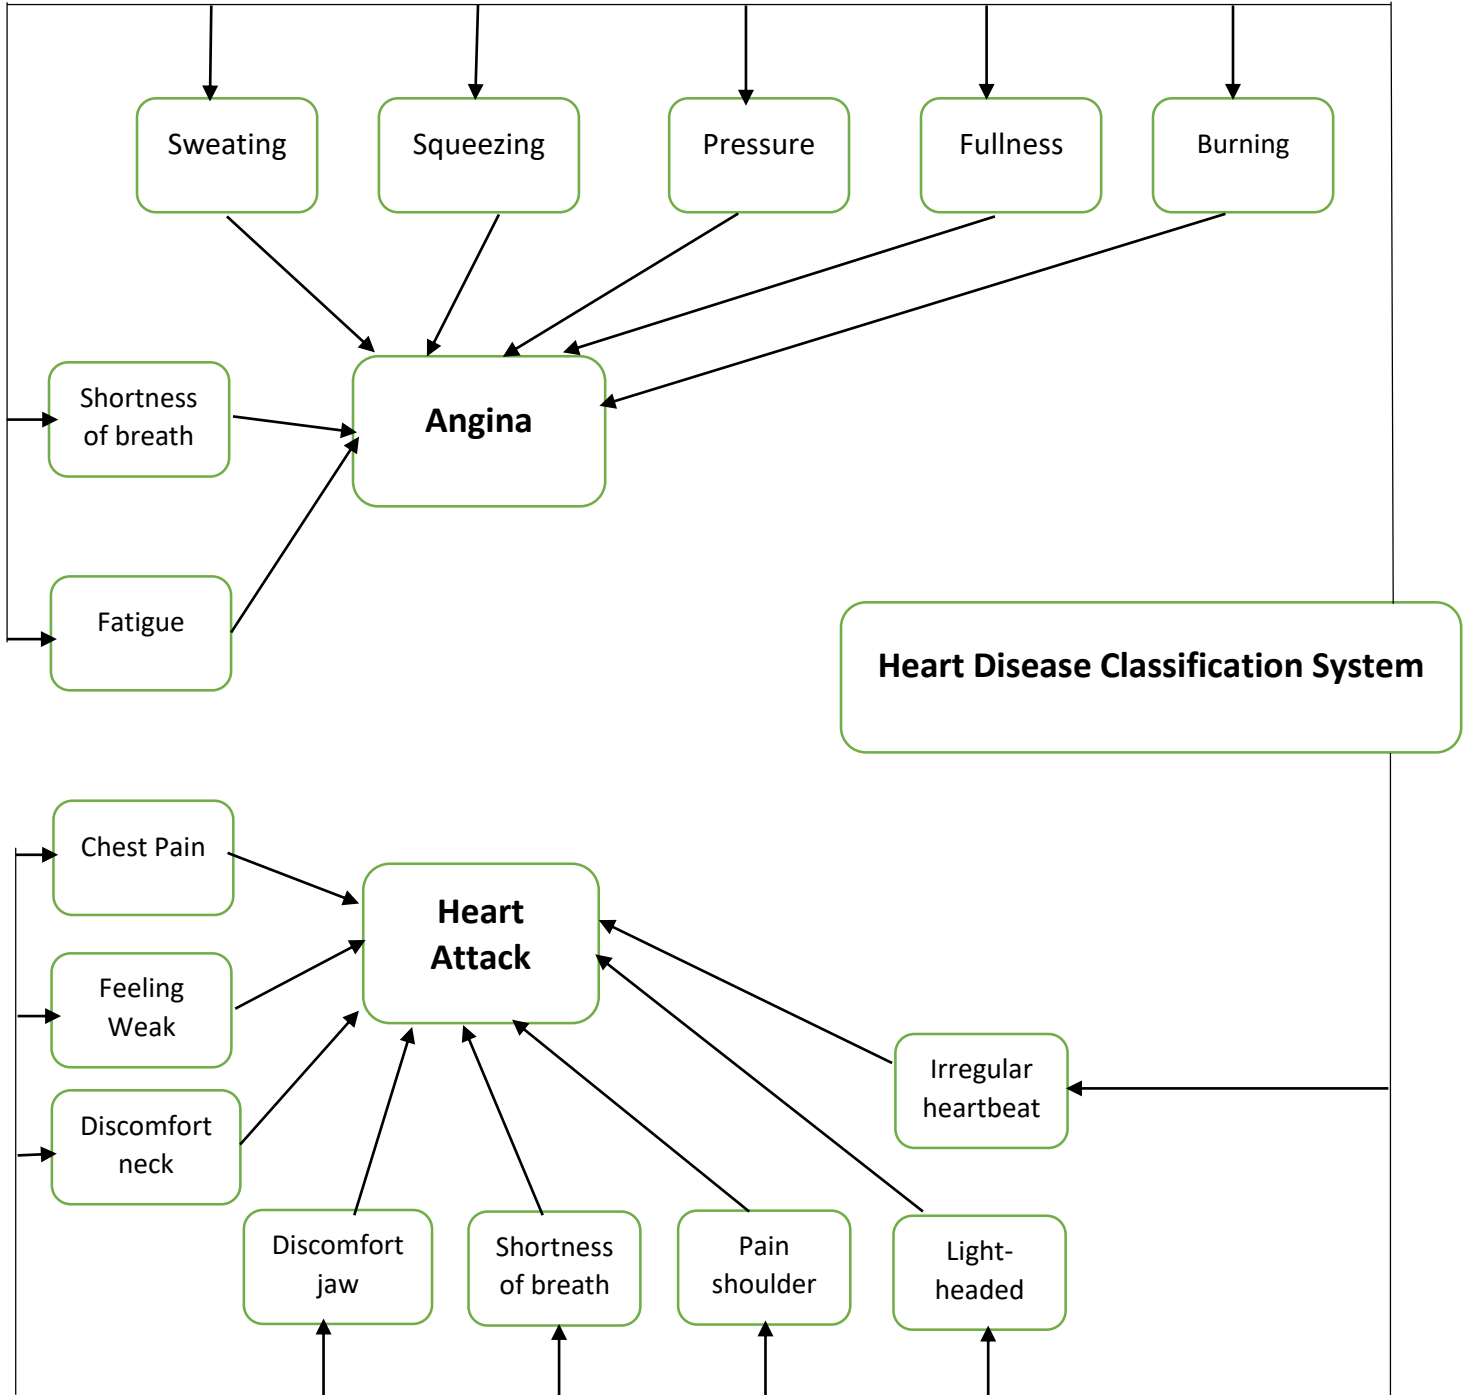 Sweating
Squeezing
Pressure
Fullness
Burning
Shortness
of breath
Angina
Fatigue
Heart Disease Classification System
Chest Pain
Heart
Attack
Feeling
Weak
Irregular
heartbeat
Discomfort
neck
Discomfort
jaw
Shortness
of breath
Pain
shoulder
Light-
headed